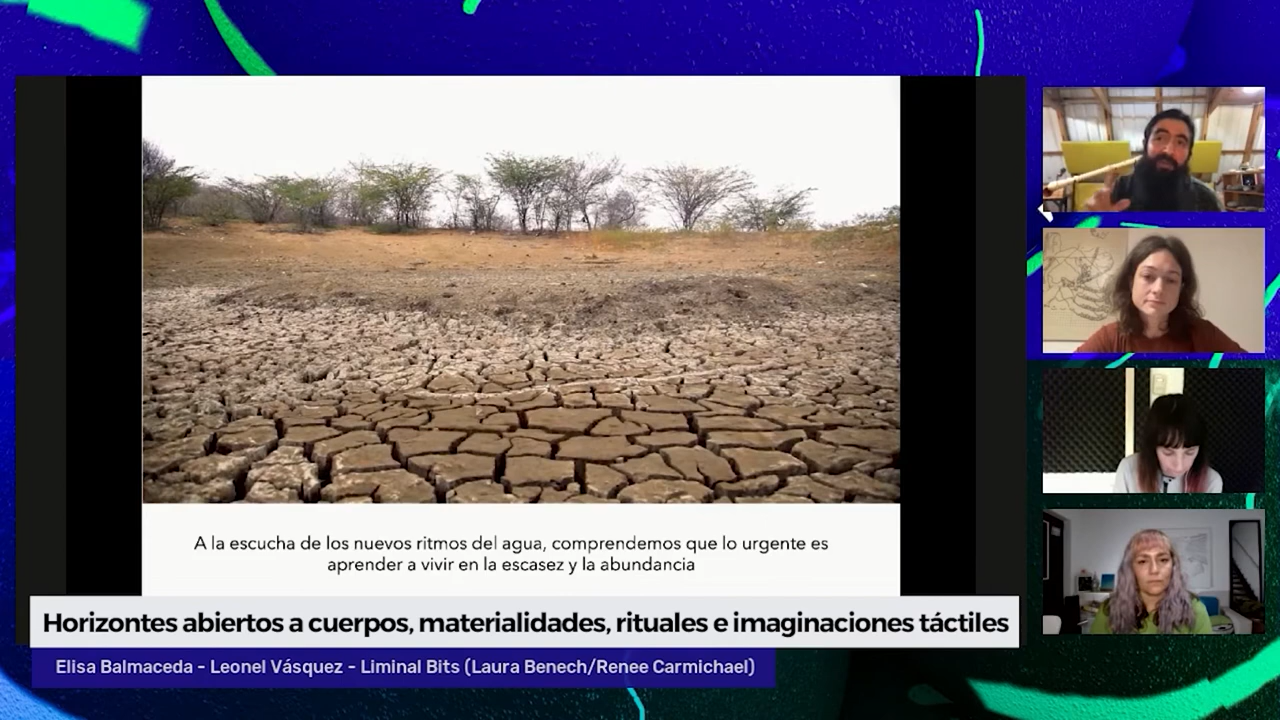 A la escucha de los nuevos ritmos del agua, comprendemos que lo urgente es
aprender a vivir en la escasez y la abundancia
Horizontes abiertos a cuerpos, materialidades, rituales e imaginaciones táctiles
Elisa Balmaceda - Leonel Vásquez - Liminal Bits (Laura Benech/Renee Carmichael)